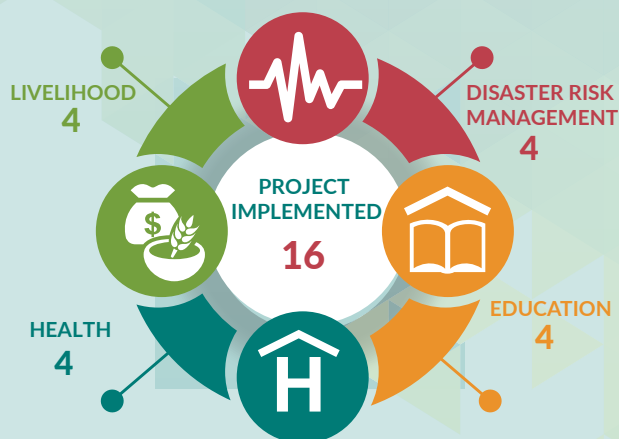 LIVELIHOOD
4
DISASTER RISK
MANAGEMENT
4
PROJECT
IMPLEMENTED
16
$
HEALTH
4
H
EDUCATION
4